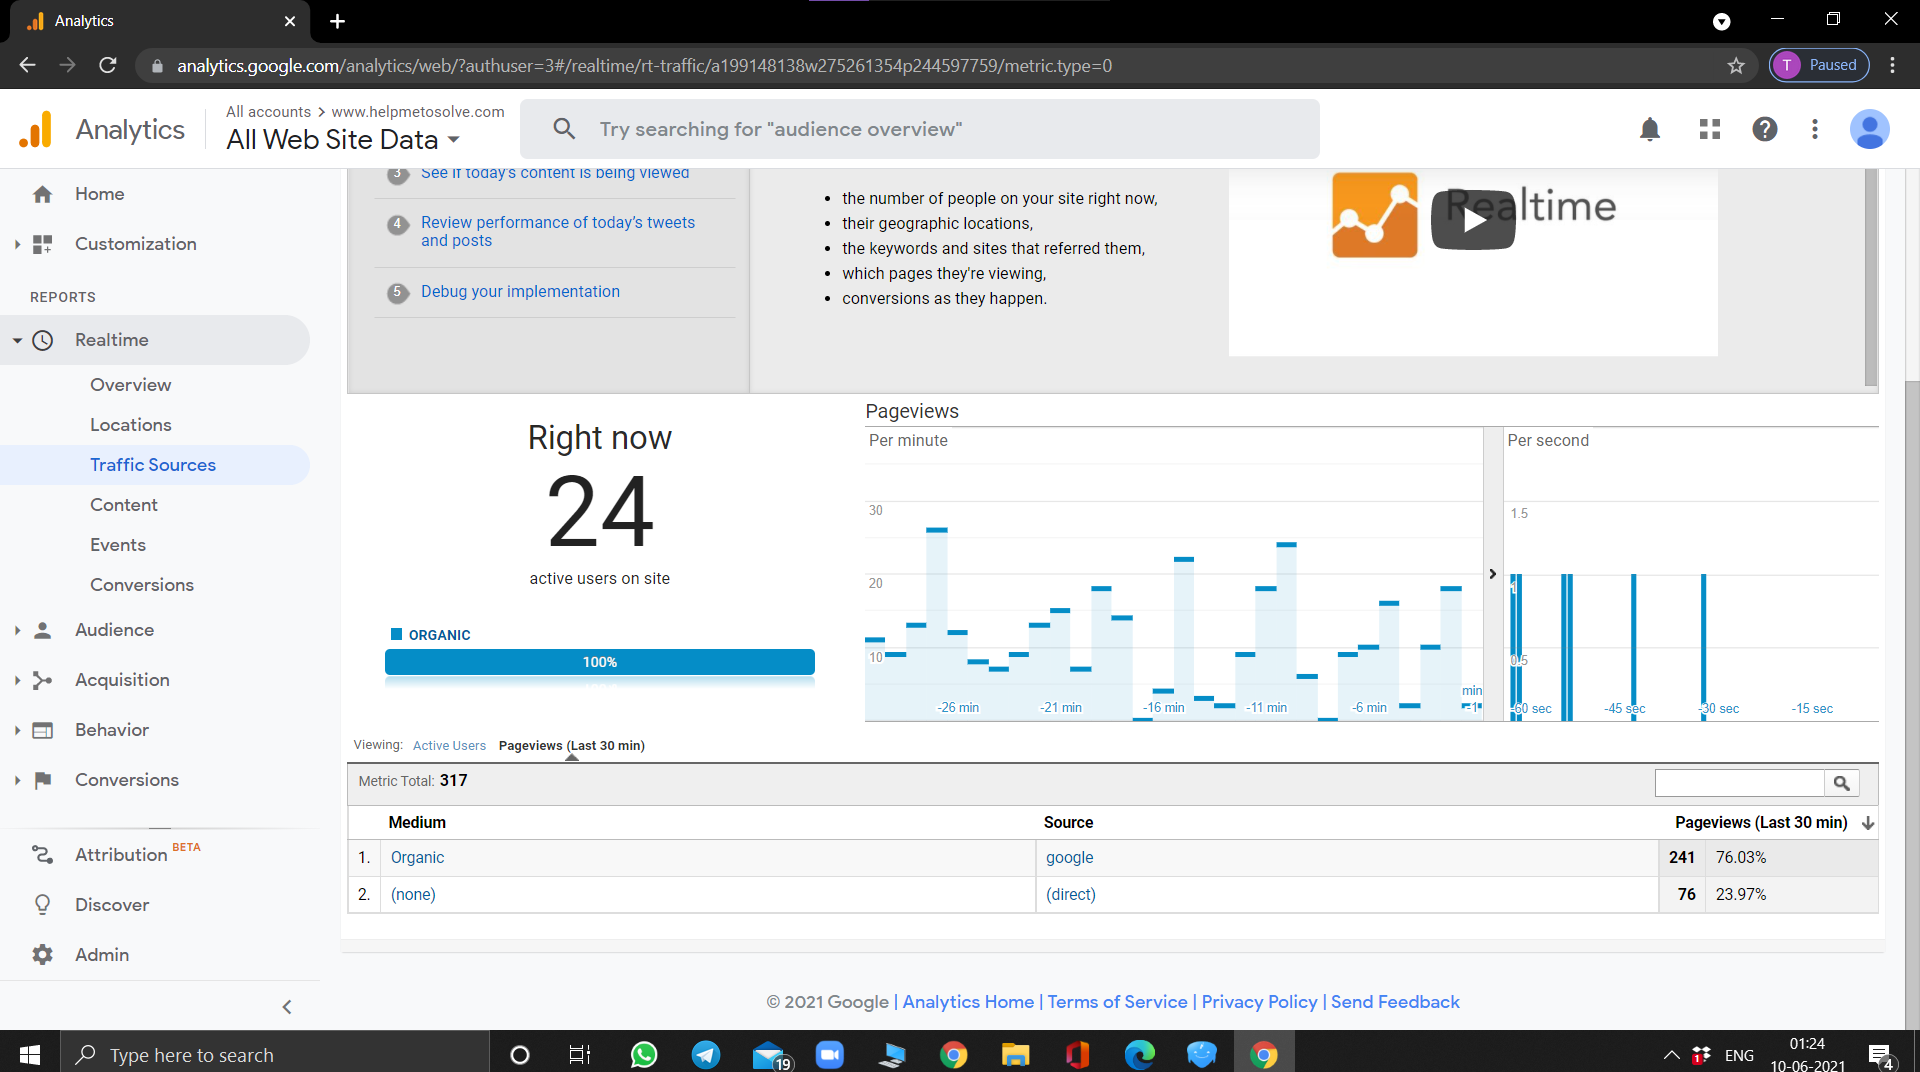 Analytics
analytics.google.com/analytics/web/?authuser=3#/realtime/rt-traffic/a199148138w275261354p244597759/metric.type=0
T Paused
Analytics
All accounts > www.helpmetosolve.com
All Web Site Data
Try searching for "audience overview"
Home
Customization
REPORTS
Realtime
Overview
Locations
Traffic Sources
Content
Events
Conversions
Audience
Acquisition
Behavior
Conversions
Attribution BETA
Discover
Admin
3 See if today's content is being viewed
4 Review performance of today's tweets
and posts
5 Debug your implementation
• the number of people on your site right now,
• their geographic locations,
• the keywords and sites that referred them,
• which pages they're viewing,
• conversions as they happen.
Realtime
Right now
24
active users on site
ORGANIC
100%
Pageviews
Per minute
30
20
10
-26 min
-21 min
-16 min
-11 min
-6 min
min
-1
Per second
1.5
1
0.5
-60 sec
-45 sec
-30 sec
-15 sec
Viewing: Active Users Pageviews (Last 30 min)
Metric Total: 317
Medium Source Pageviews (Last 30 min)
1. Organic google 241 76.03%
2. (none) (direct) 76 23.97%
© 2021 Google | Analytics Home | Terms of Service | Privacy Policy | Send Feedback
Type here to search
19
1
ENG
01:24
10-06-2021
4